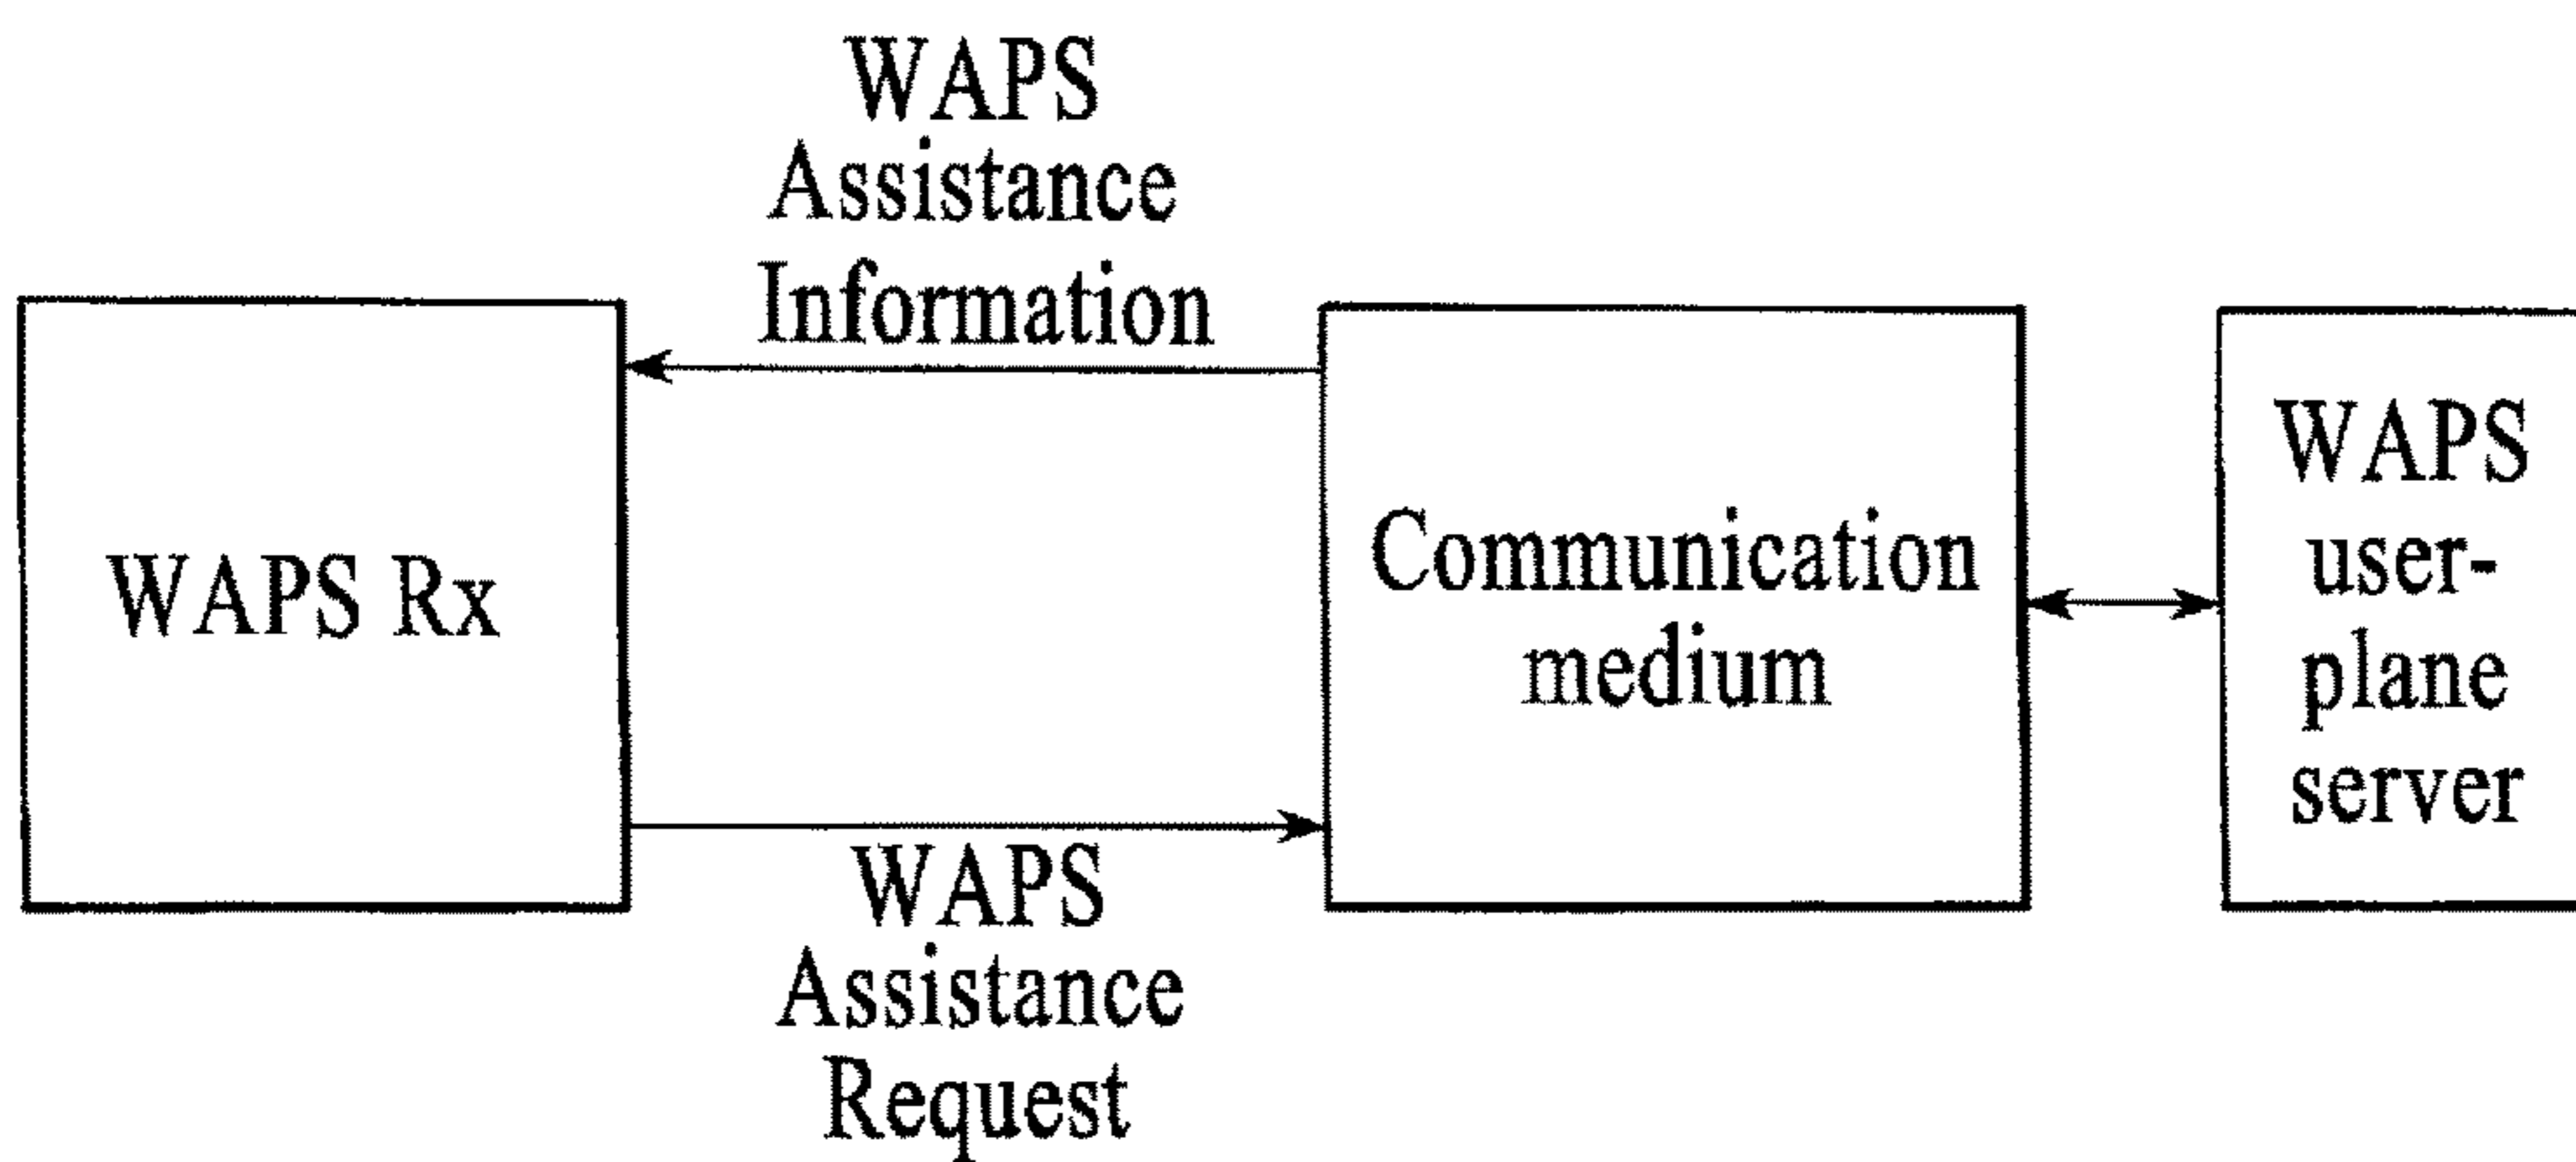 WAPS
Assistance
Information
WAPS Rx
Communication
medium
WAPS
user-
plane
server
WAPS
Assistance
Request